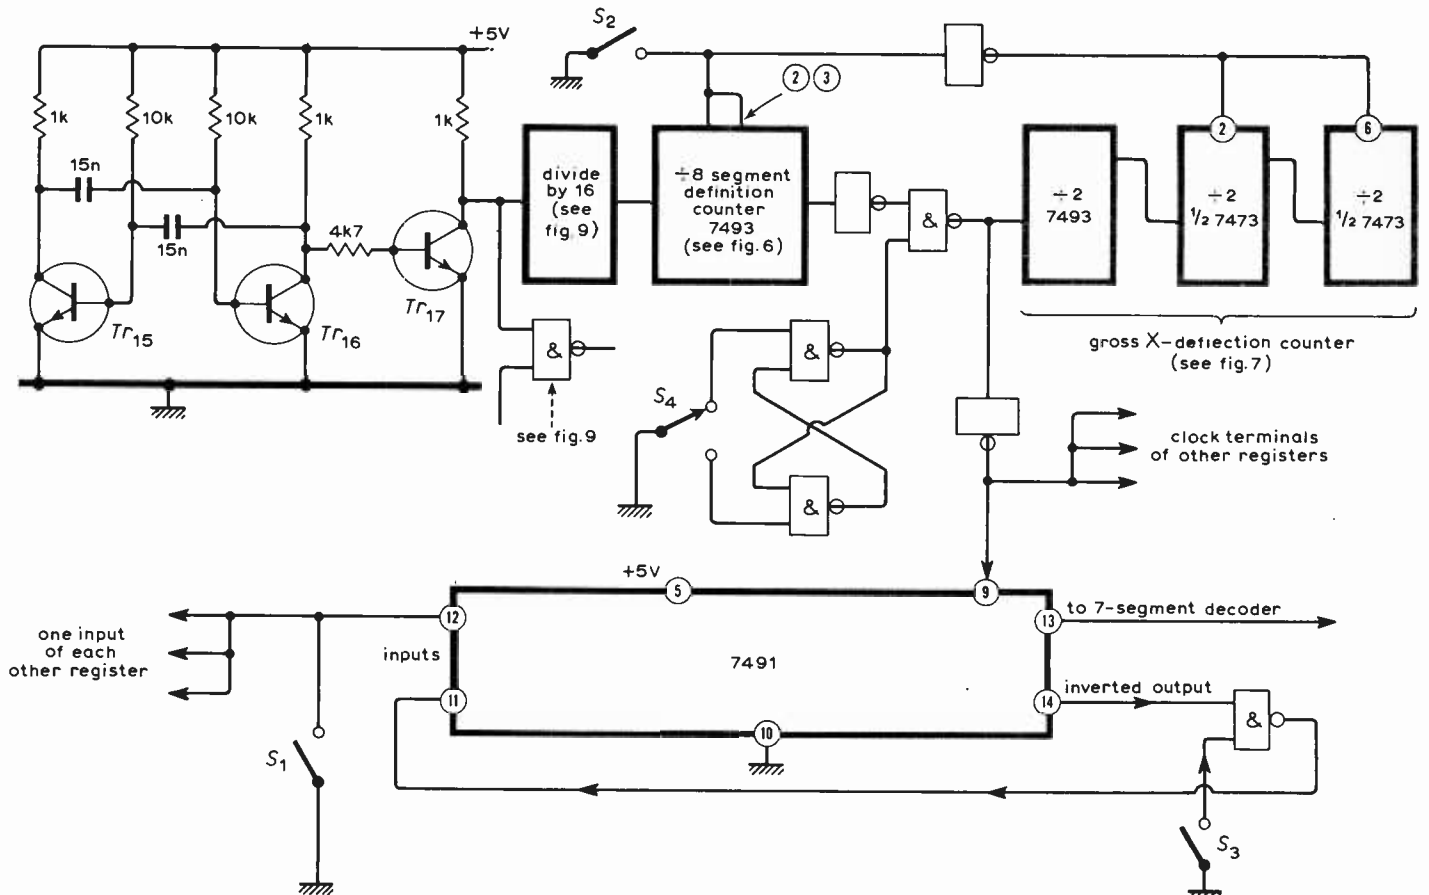 +5V
S2
1k
10k
10k
1k
1k
15n
15n
4k7
Tr15
Tr16
Tr17
divide
by 16
(see
fig.9)
2 3
÷8 segment
definition
counter
7493
(see fig.6)
&
÷2
7493
2
÷2
1/2 7473
6
÷2
1/2 7473
gross X-deflection counter
(see fig.7)
&
see fig.9
S4
&
&
clock terminals
of other registers
+5V
5
9
12
13
to 7-segment decoder
one input
of each
other register
inputs
7491
11
14
inverted output
&
10
S1
S3